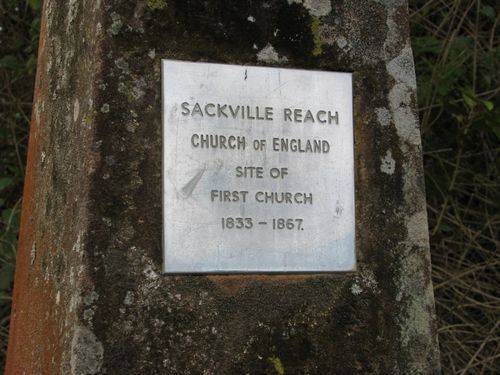 SACKVILLE REACH
CHURCH OF ENGLAND
SITE OF
FIRST CHURCH
1833 - 1867.